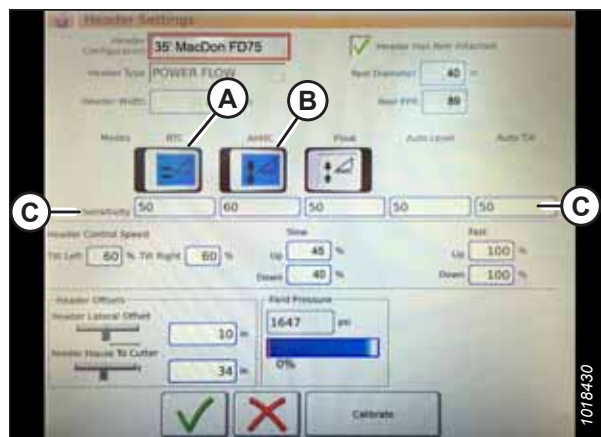 Header Settings
Header Configuration 35' MacDon FD75
Header Has Reel Attached
Header Type POWER FLOW
Reel Diameter 40 in
Header Width
Reel PPR 89
A
B
Modes RTC AHHC Float Auto Level Auto Tilt
C Sensitivity 50 60 50 50 50 C
Header Control Speed
Slow
Fast
Tilt Left 60 % Tilt Right 60 %
Up 45 %
Up 100 %
Down 40 %
Down 100 %
Header Offsets
Header Lateral Offset
10 in
Feeder House To Cutter
34 in
Field Pressure
1647 psi
0%
Calibrate
1018430